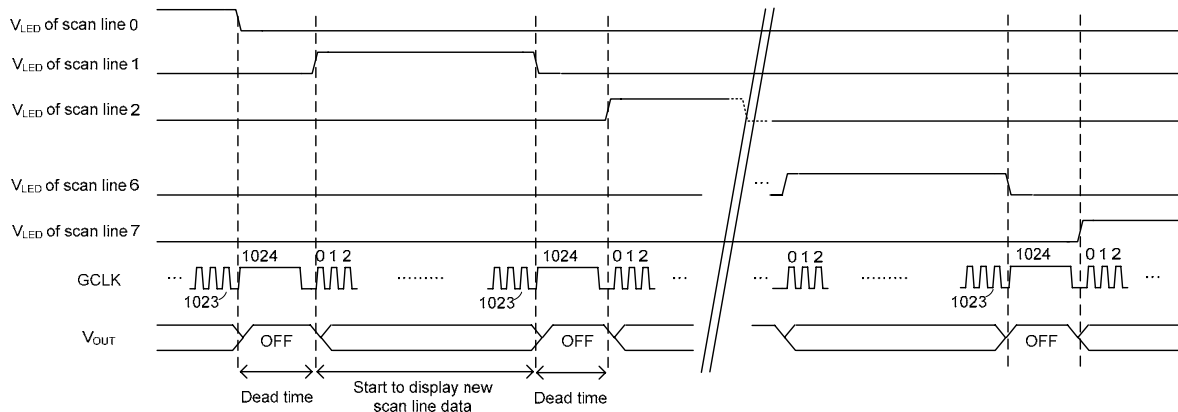 VLED of scan line 0
VLED of scan line 1
VLED of scan line 2
VLED of scan line 6
...
VLED of scan line 7
1024 0 1 2 1024 0 1 2 0 1 2 1024 0 1 2
GCLK ... ......... ... ......... ...
1023 1023 1023
VOUT OFF OFF OFF
Dead time Start to display new scan line data Dead time